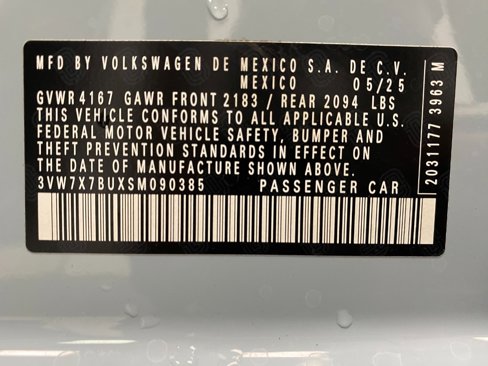 MFD BY VOLKSWAGEN DE MEXICO S.A. DE C.V.
MEXICO 05/25
GVWR 4167 GAWR FRONT 2183 / REAR 2094 LBS
THIS VEHICLE CONFORMS TO ALL APPLICABLE U.S.
FEDERAL MOTOR VEHICLE SAFETY, BUMPER AND
THEFT PREVENTION STANDARDS IN EFFECT ON
THE DATE OF MANUFACTURE SHOWN ABOVE.
3VW7X7BUXSM090385 PASSENGER CAR
2031177 3963 M